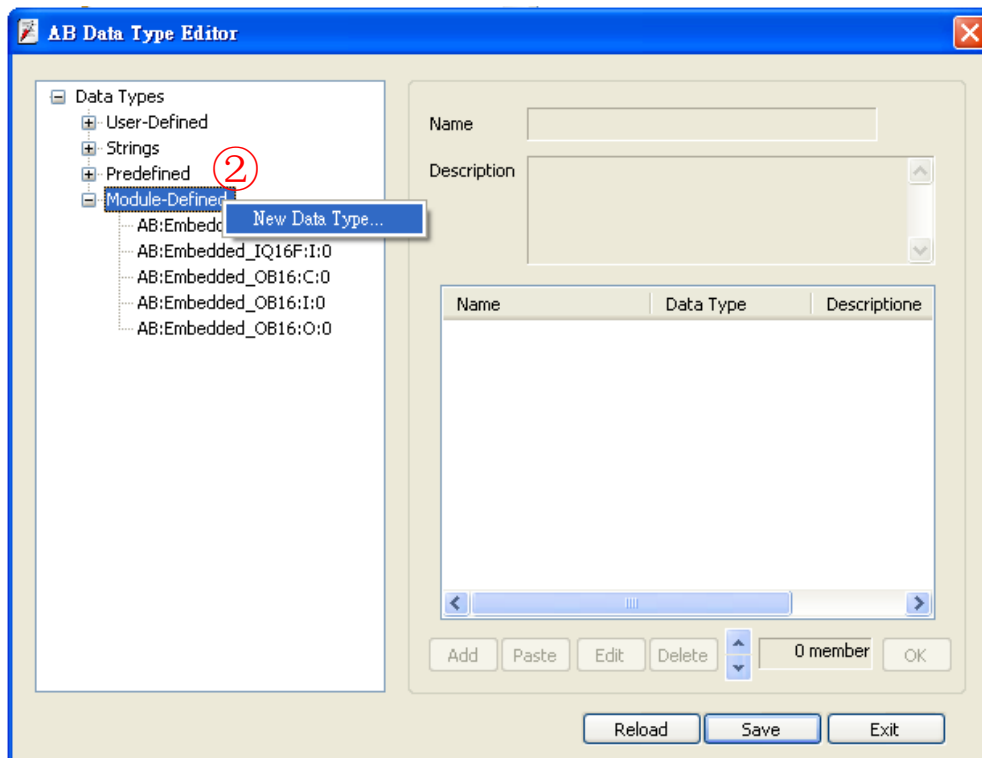 AB Data Type Editor
Data Types
User-Defined
Strings
Predefined
②
Module-Defined
New Data Type...
AB:Embedd
AB:Embedded_IQ16F:I:0
AB:Embedded_OB16:C:0
AB:Embedded_OB16:I:0
AB:Embedded_OB16:O:0
Name
Description
Name Data Type Descriptione
Add Paste Edit Delete 0 member OK
Reload Save Exit